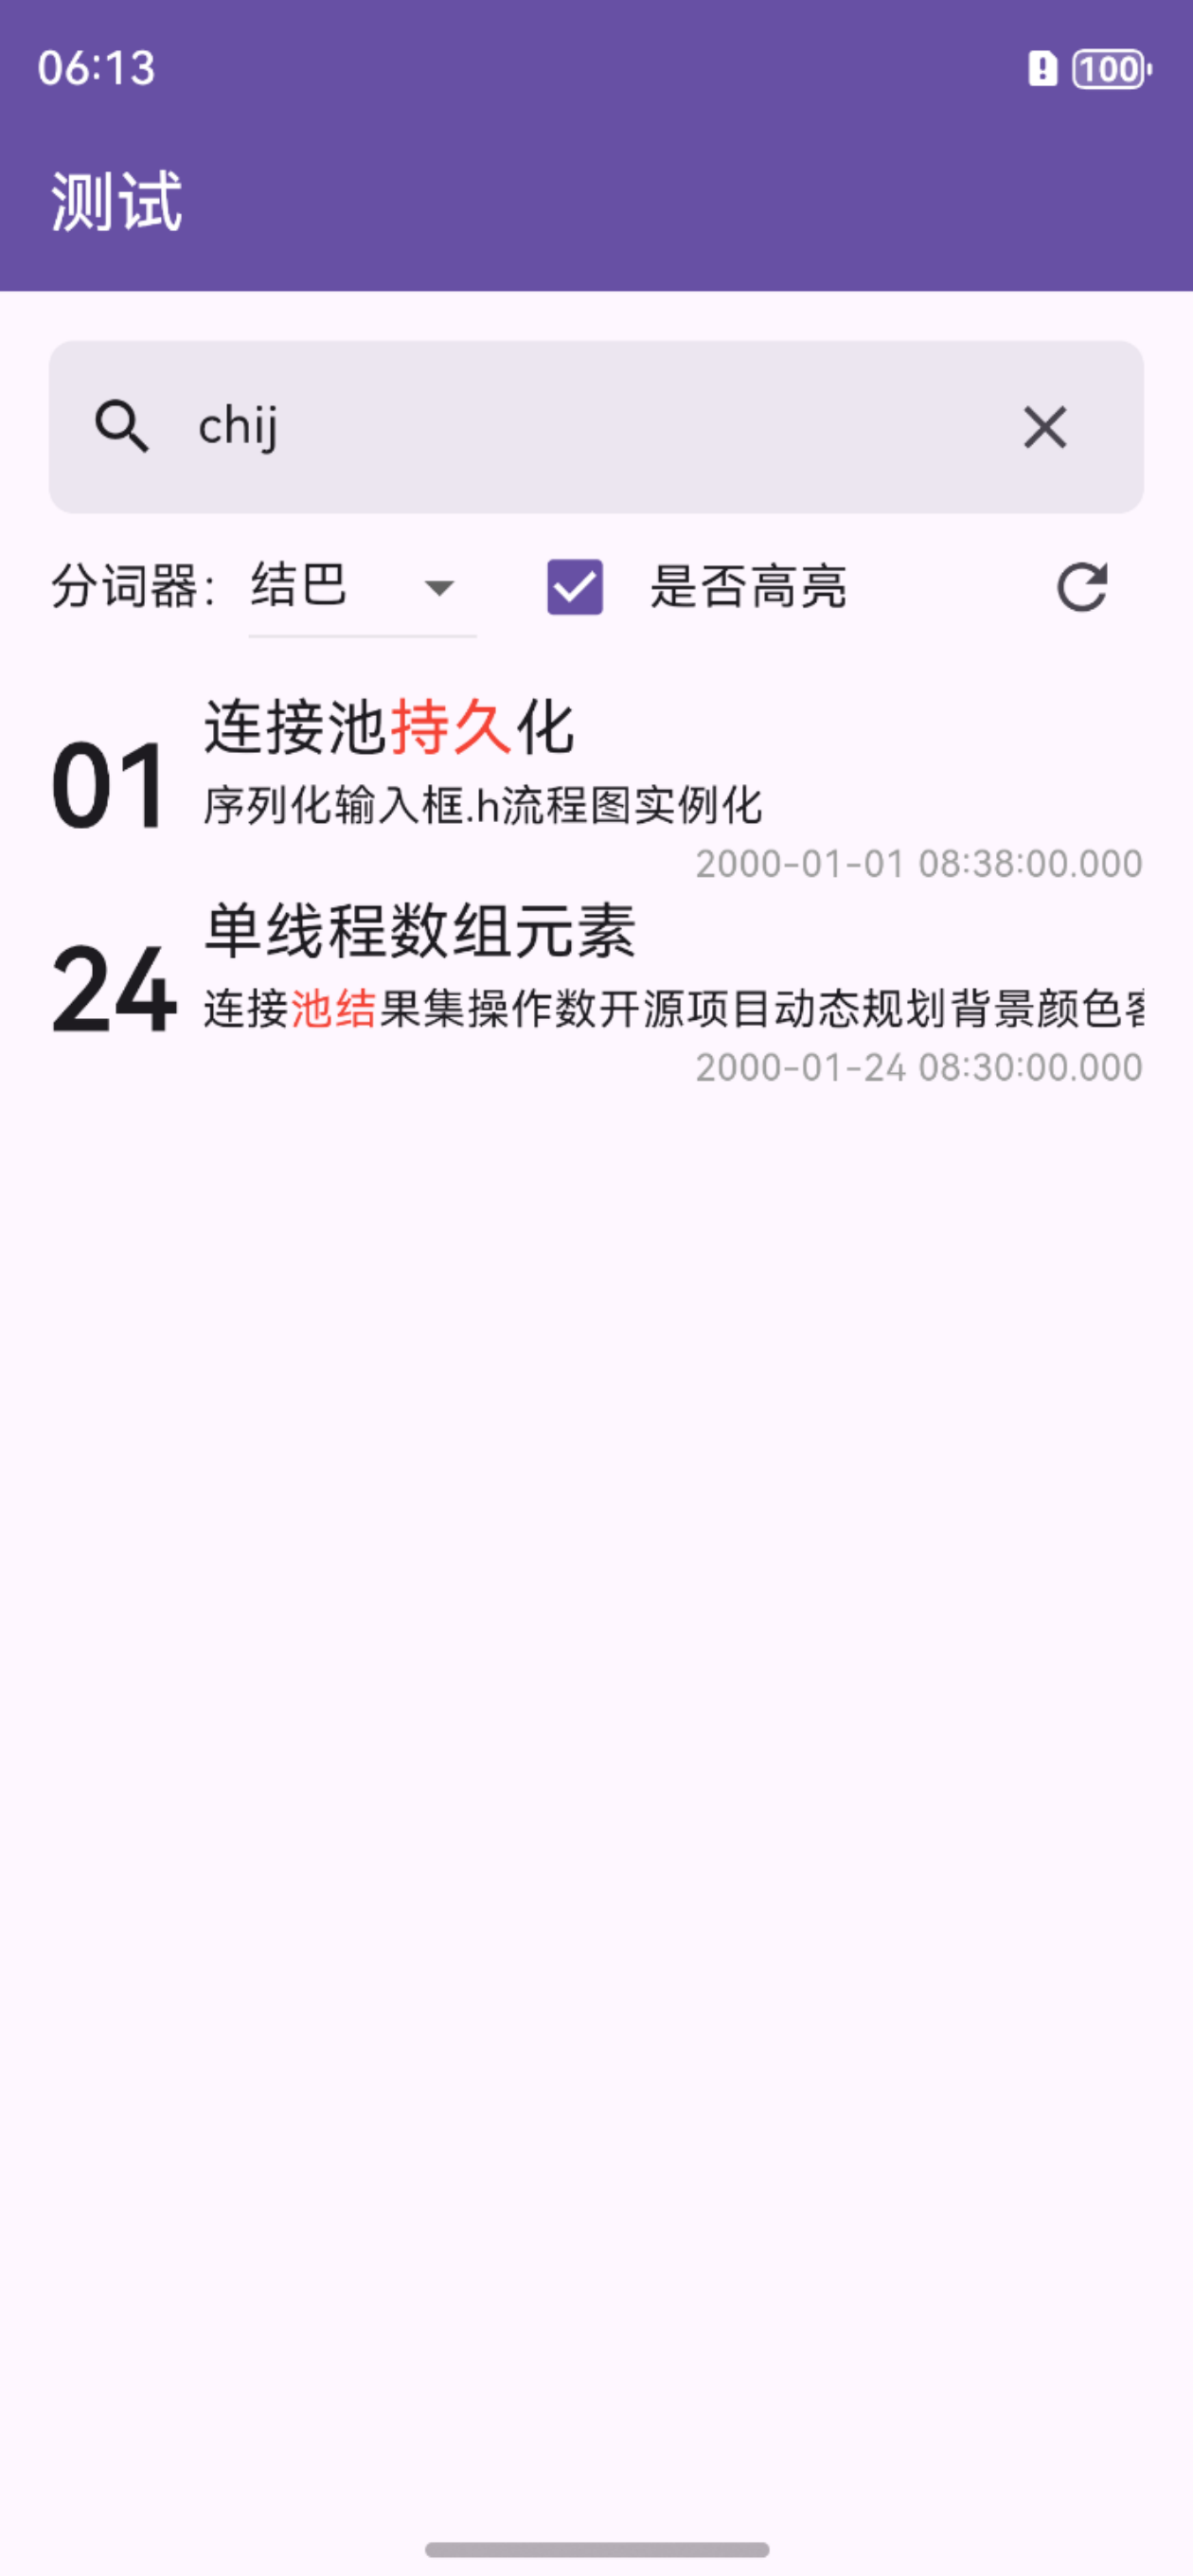 06:13
100
测试
chij
分词器：结巴 是否高亮
01
连接池持久化
序列化输入框.h流程图实例化
2000-01-01 08:38:00.000
24
单线程数组元素
连接池结果集操作数开源项目动态规划背景颜色
2000-01-24 08:30:00.000